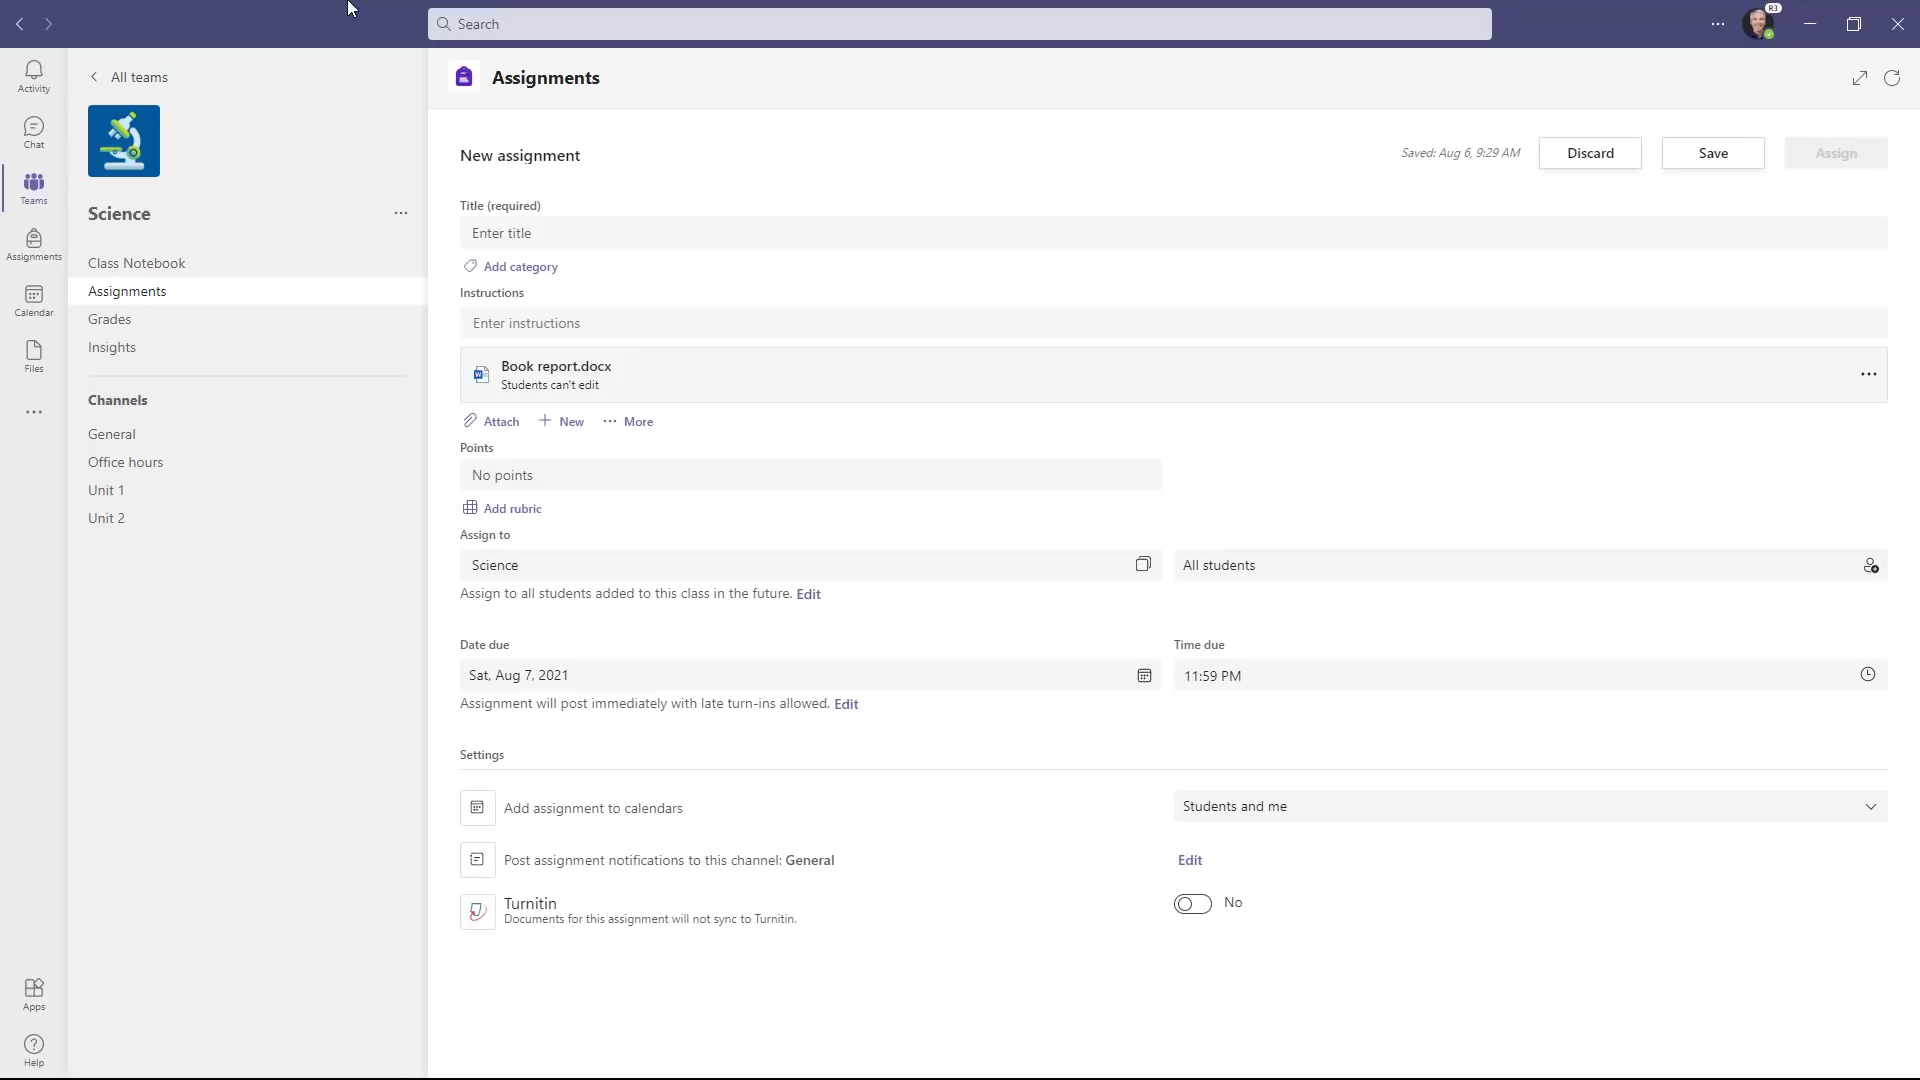 Search
R3
Activity
Chat
Teams
Assignments
Calendar
Files
Apps
Help
All teams
Science
Class Notebook
Assignments
Grades
Insights
Channels
General
Office hours
Unit 1
Unit 2
Assignments
New assignment
Saved: Aug 6, 9:29 AM
Discard
Save
Assign
Title (required)
Enter title
Add category
Instructions
Enter instructions
Book report.docx
Students can't edit
Attach
New
More
Points
No points
Add rubric
Assign to
Science
All students
Assign to all students added to this class in the future. Edit
Date due
Time due
Sat, Aug 7, 2021
11:59 PM
Assignment will post immediately with late turn-ins allowed. Edit
Settings
Add assignment to calendars
Students and me
Post assignment notifications to this channel: General
Edit
Turnitin
Documents for this assignment will not sync to Turnitin.
No